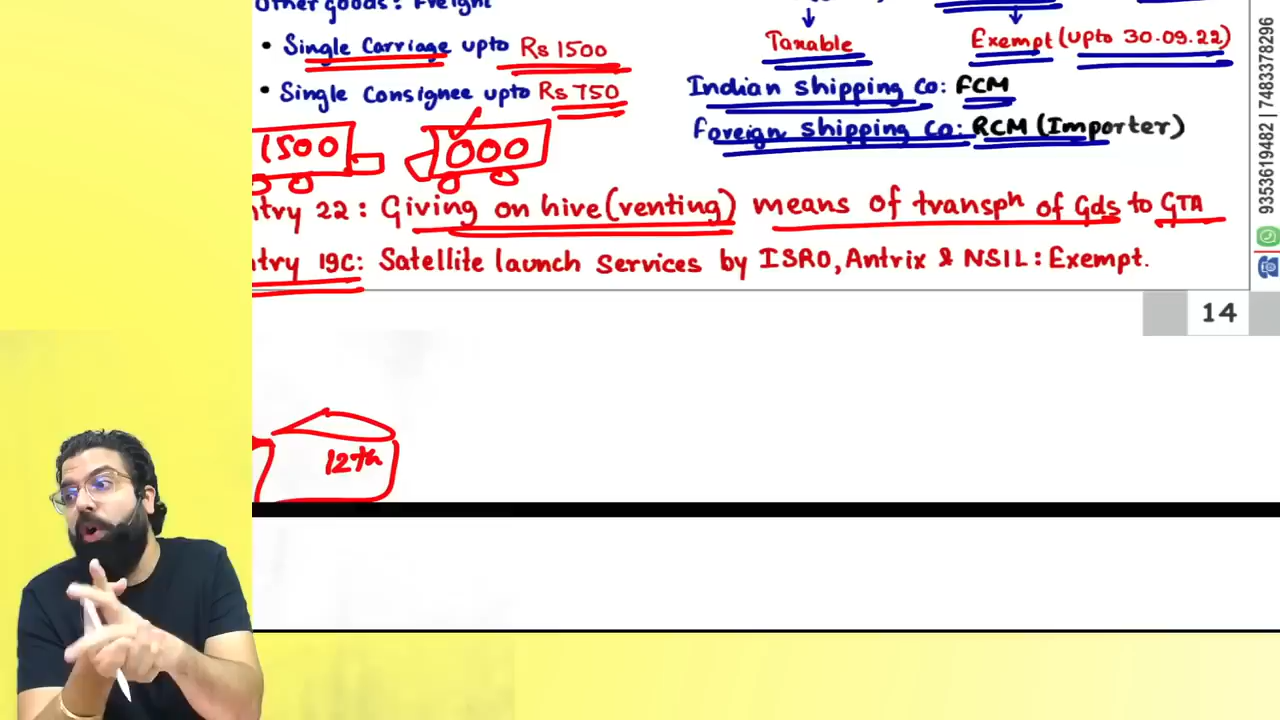 Other goods: Freight
• Single Carriage upto Rs 1500
• Single Consignee upto Rs 750
1500
000
Taxable
Exempt (upto 30.09.22)
Indian shipping Co: FCM
Foreign shipping Co: RCM (Importer)
ntry 22: Giving on hive (venting) means of transpn of Gds to GTA
ntry 19C: Satellite launch Services by ISRO, Antrix & NSIL: Exempt.
14
12th
9353619482 | 7483378296